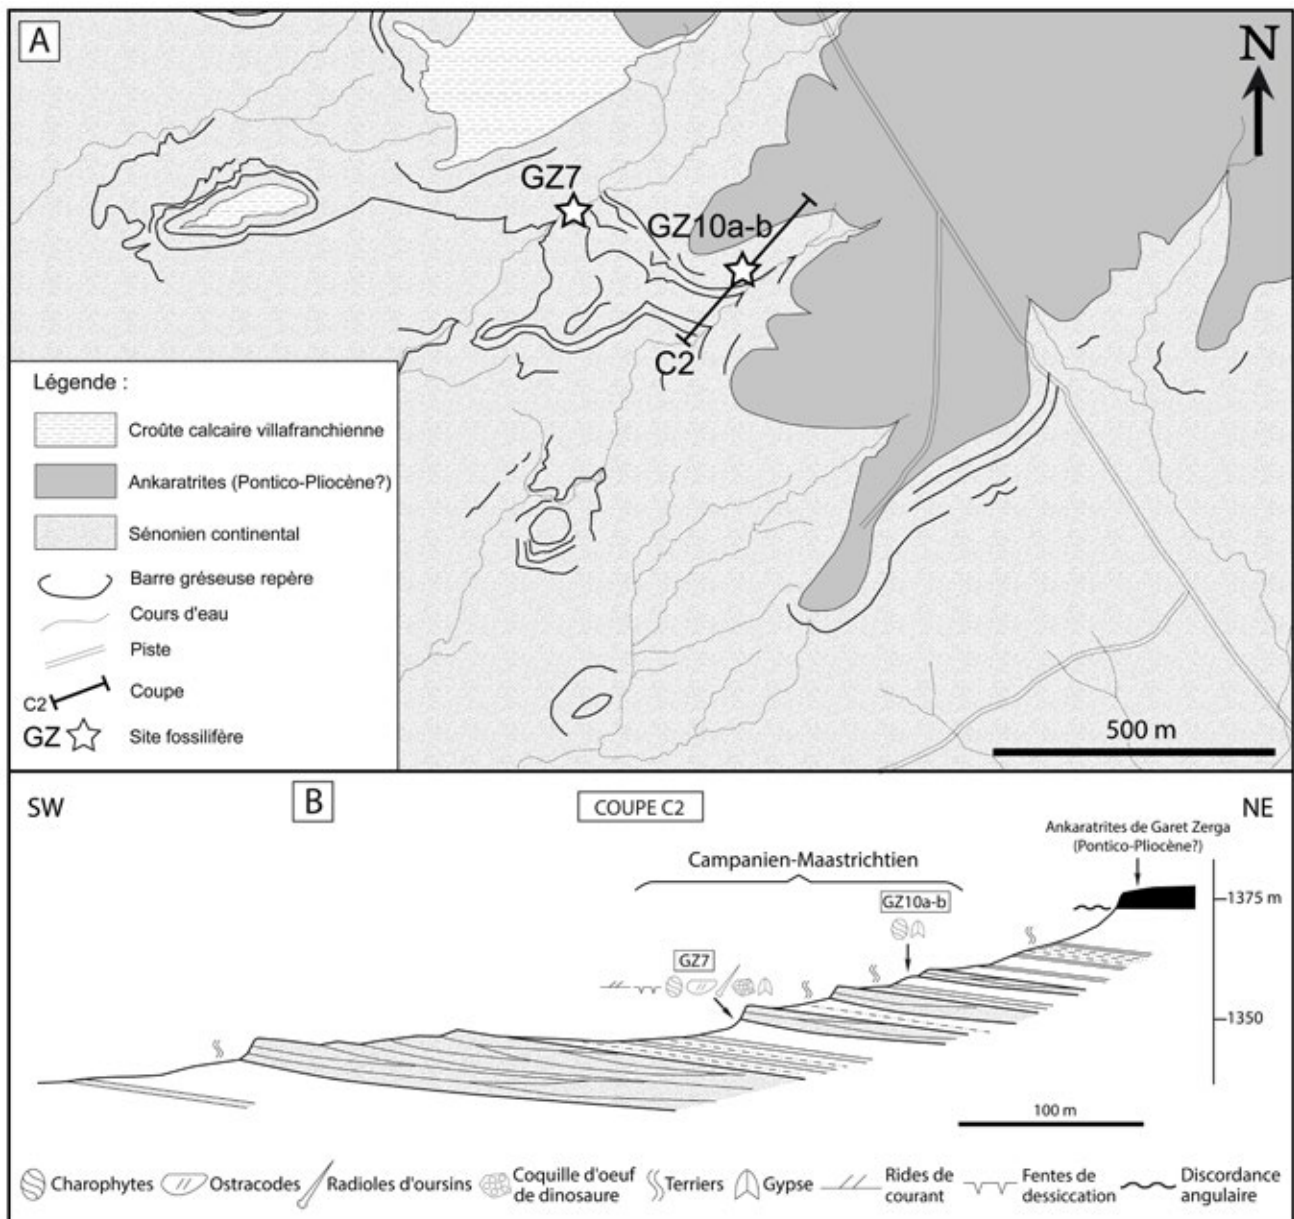 A
N
GZ7
GZ10a-b
C2
Légende :
Croûte calcaire villafranchienne
Ankaratrites (Pontico-Pliocène?)
Sénonien continental
Barre gréseuse repère
Cours d'eau
Piste
C2 Coupe
GZ Site fossilifère
500 m
SW
B
COUPE C2
NE
Ankaratrites de Garet Zerga
(Pontico-Pliocène?)
Campanien-Maastrichtien
1375 m
GZ10a-b
GZ7
1350
100 m
Charophytes
Ostracodes
Radioles d'oursins
Coquille d'oeuf
de dinosaure
Terriers
Gypse
Rides de
courant
Fentes de
dessiccation
Discordance
angulaire